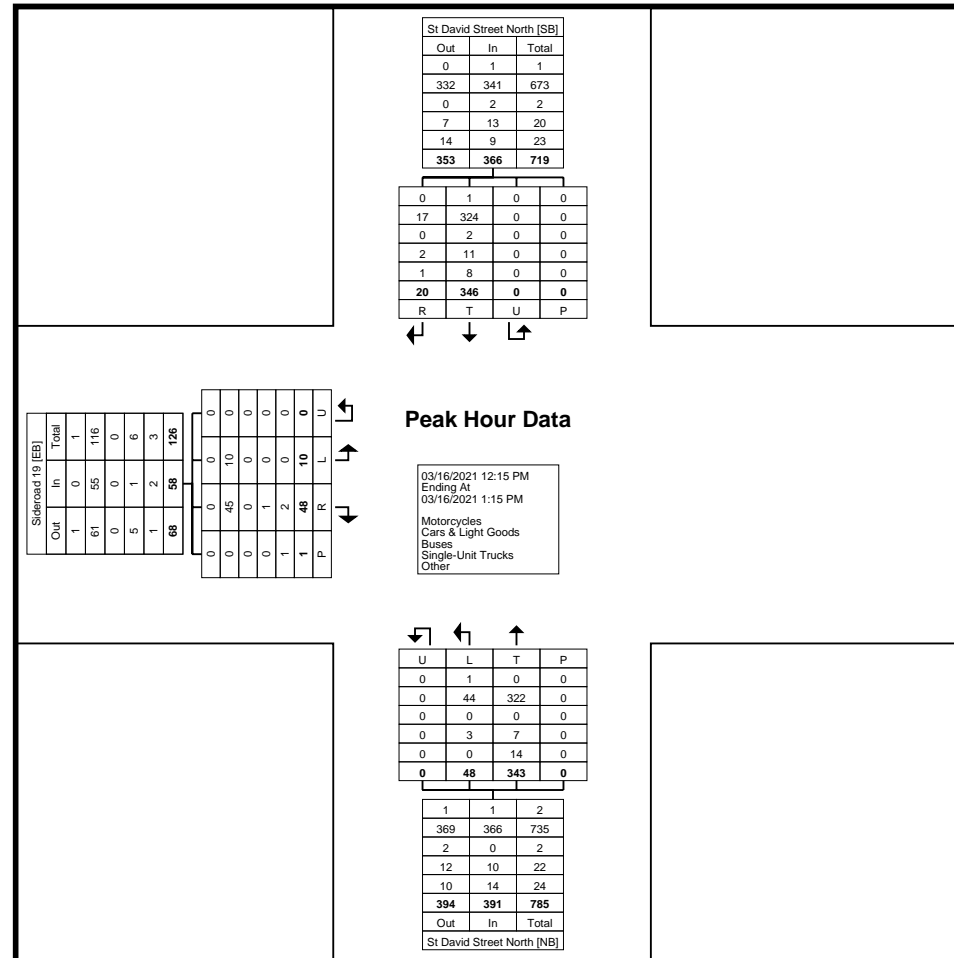 St David Street North [SB]
Out In Total
0 1 1
332 341 673
0 2 2
7 13 20
14 9 23
353 366 719
0 1 0 0
17 324 0 0
0 2 0 0
2 11 0 0
1 8 0 0
20 346 0 0
R T U P
Sideroad 19 [EB]
Out In Total
1 0 1
61 55 116
0 0 0
5 1 6
1 2 3
68 58 126
0 0 0 0 0 0 U
0 10 0 0 0 10 L
0 45 0 1 2 48 R
0 0 0 0 1 1 P
Peak Hour Data
03/16/2021 12:15 PM
Ending At
03/16/2021 1:15 PM
Motorcycles
Cars & Light Goods
Buses
Single-Unit Trucks
Other
U L T P
0 1 0 0
0 44 322 0
0 0 0 0
0 3 7 0
0 0 14 0
0 48 343 0
1 1 2
369 366 735
2 0 2
12 10 22
10 14 24
394 391 785
Out In Total
St David Street North [NB]